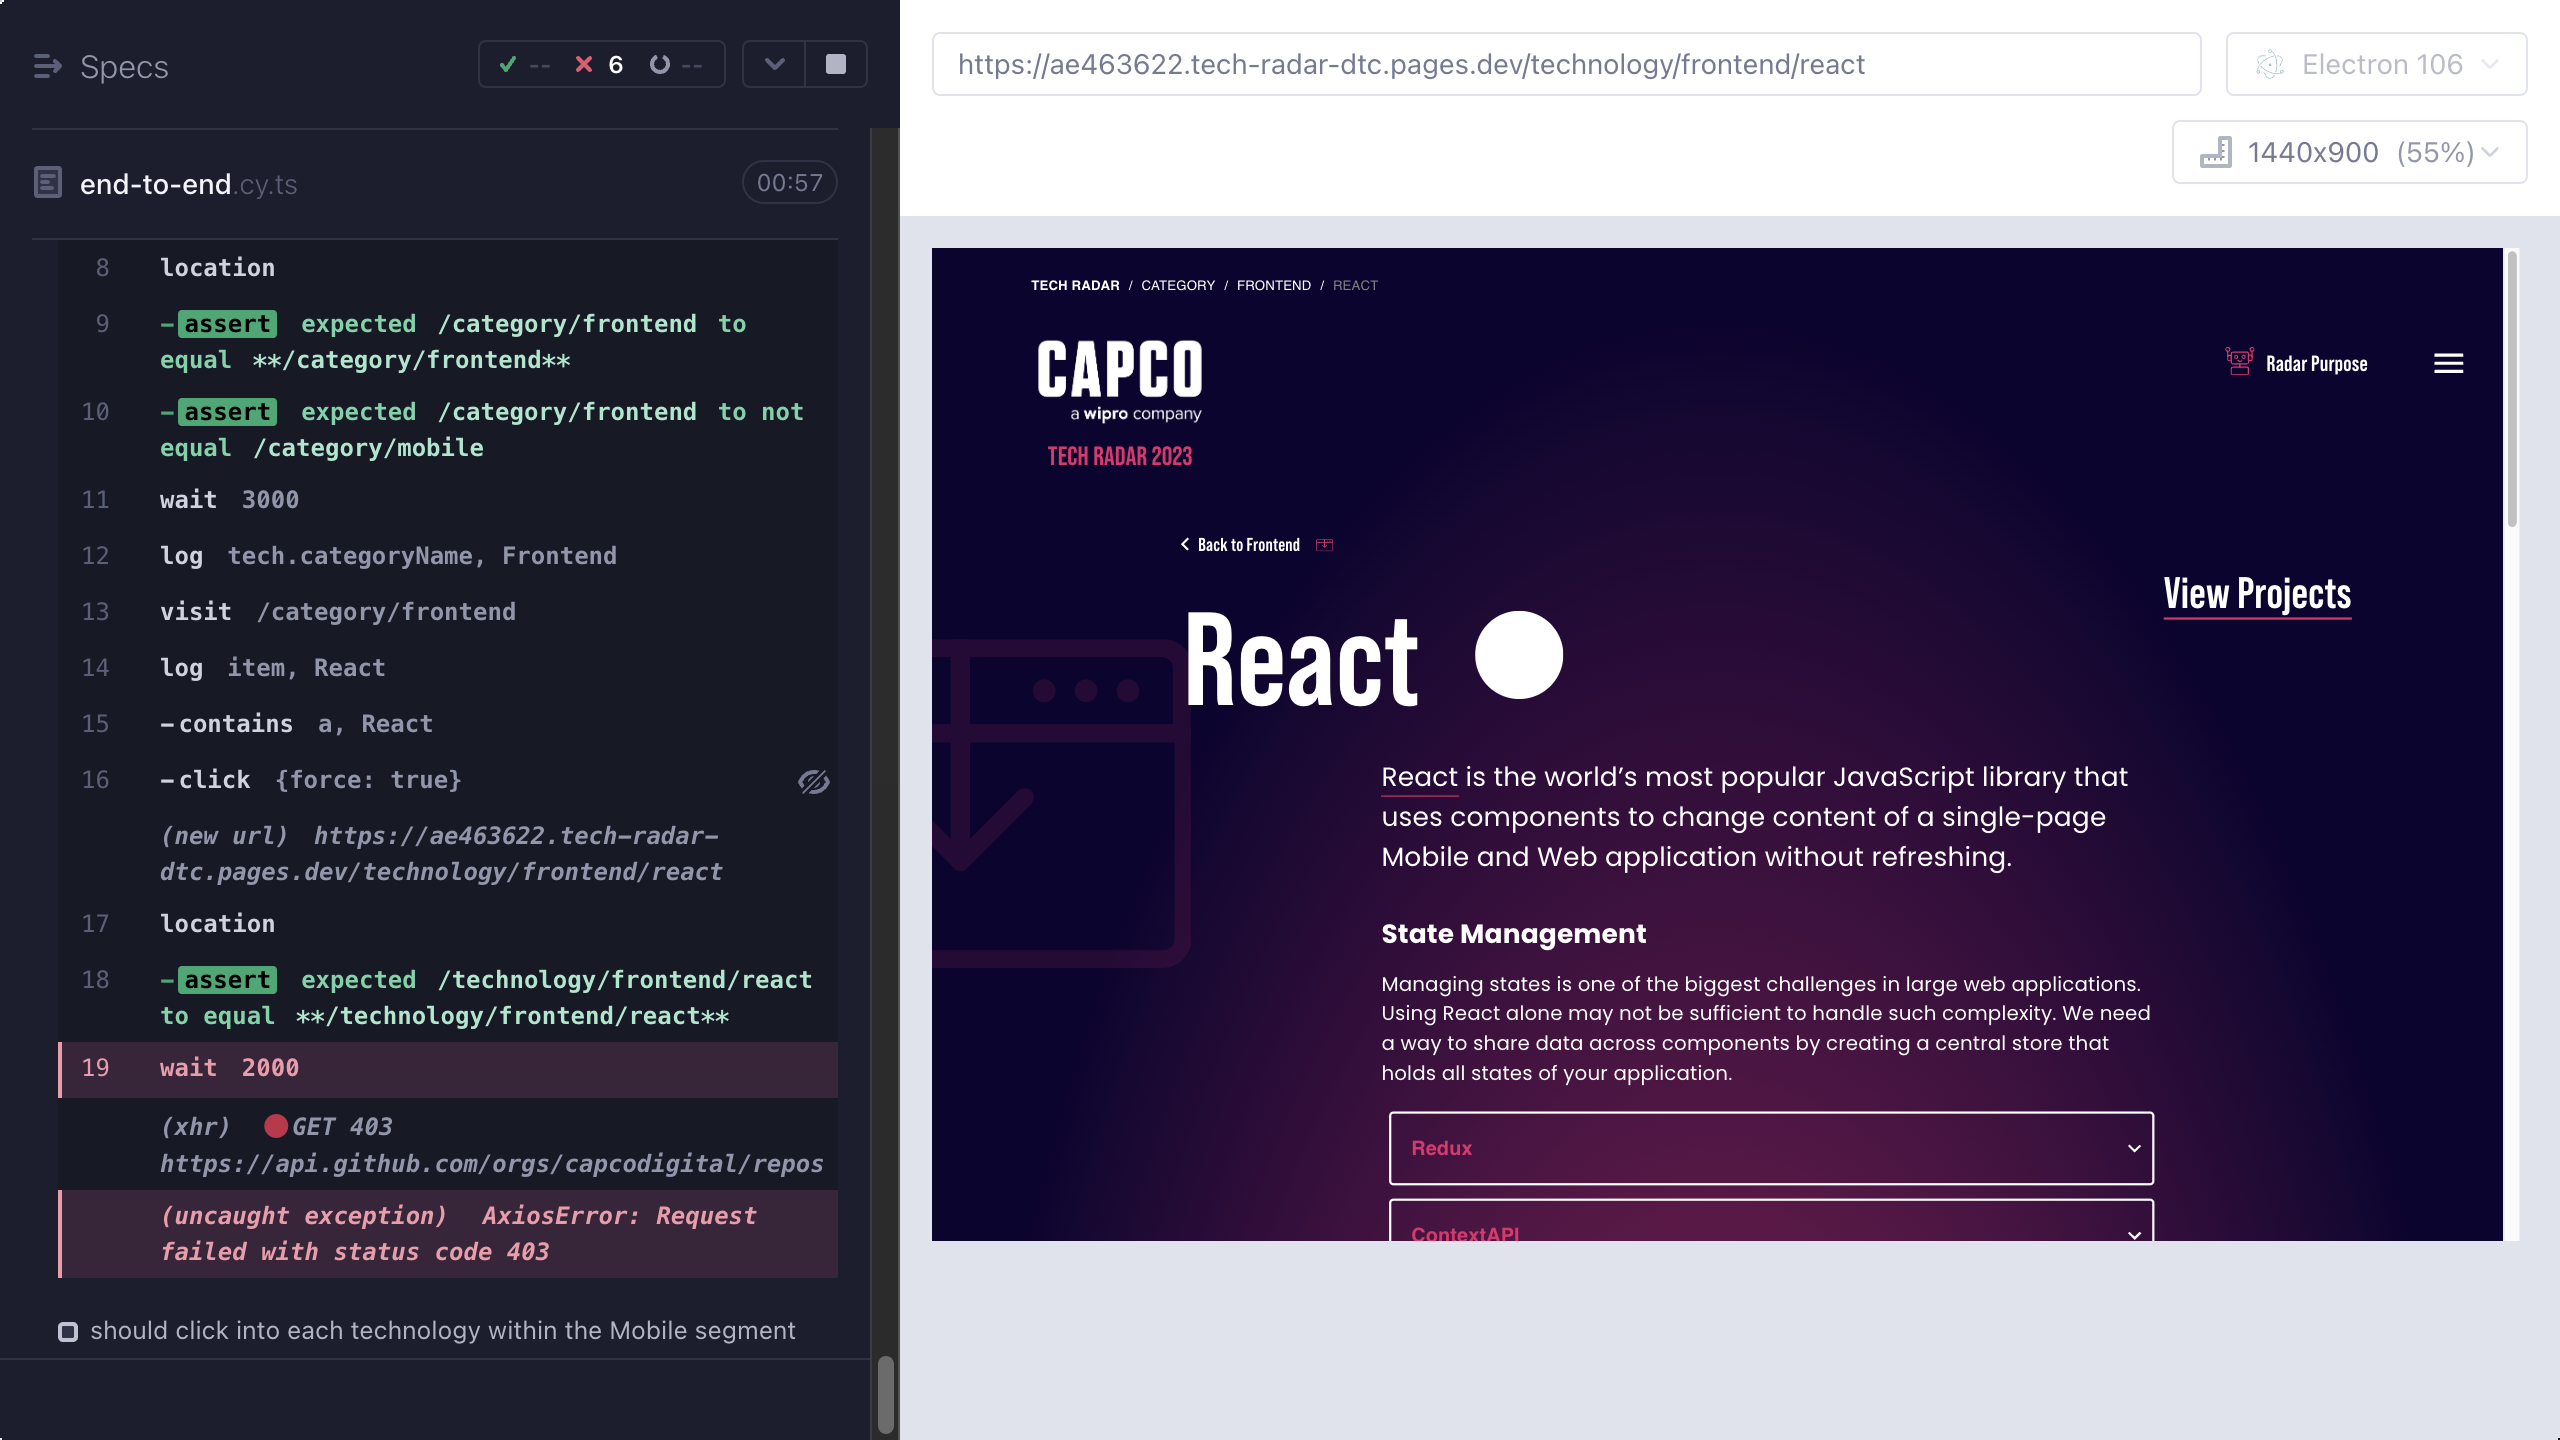 Specs
-- 6 --
end-to-end.cy.ts
00:57
8 location
9 -assert expected /category/frontend to
equal **/category/frontend**
10 -assert expected /category/frontend to not
equal /category/mobile
11 wait 3000
12 log tech.categoryName, Frontend
13 visit /category/frontend
14 log item, React
15 -contains a, React
16 -click {force: true}
(new url) https://ae463622.tech-radar-
dtc.pages.dev/technology/frontend/react
17 location
18 -assert expected /technology/frontend/react
to equal **/technology/frontend/react**
19 wait 2000
(xhr) GET 403
https://api.github.com/orgs/capcodigital/repos
(uncaught exception) AxiosError: Request
failed with status code 403
should click into each technology within the Mobile segment
https://ae463622.tech-radar-dtc.pages.dev/technology/frontend/react
Electron 106
1440x900 (55%)
TECH RADAR / CATEGORY / FRONTEND / REACT
CAPCO
a wipro company
TECH RADAR 2023
Radar Purpose
Back to Frontend
View Projects
React
React is the world’s most popular JavaScript library that
uses components to change content of a single-page
Mobile and Web application without refreshing.
State Management
Managing states is one of the biggest challenges in large web applications.
Using React alone may not be sufficient to handle such complexity. We need
a way to share data across components by creating a central store that
holds all states of your application.
Redux
ContextAPI